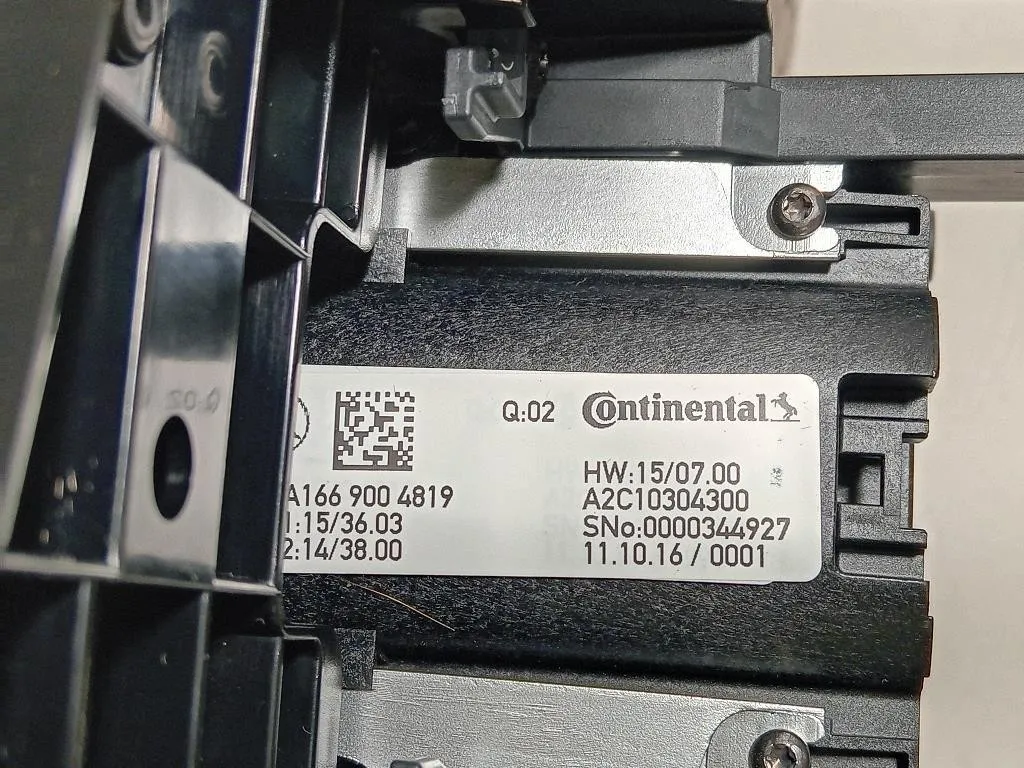 Q:02 Continental
HW:15/07.00
A166 900 4819 A2C10304300
1:15/36.03 SNo:0000344927
2:14/38.00 11.10.16 / 0001
Q:02